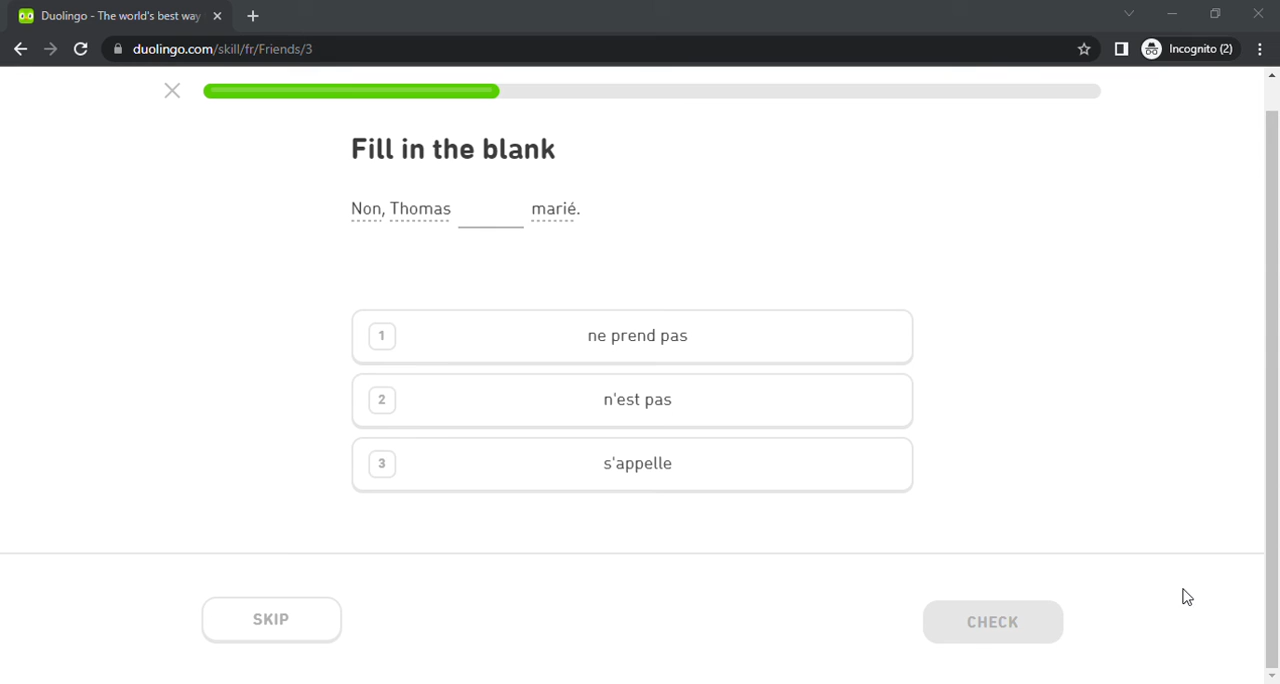 Duolingo - The world's best way
duolingo.com/skill/fr/Friends/3
Incognito (2)
Fill in the blank
Non, Thomas ______ marié.
1 ne prend pas
2 n'est pas
3 s'appelle
SKIP
CHECK